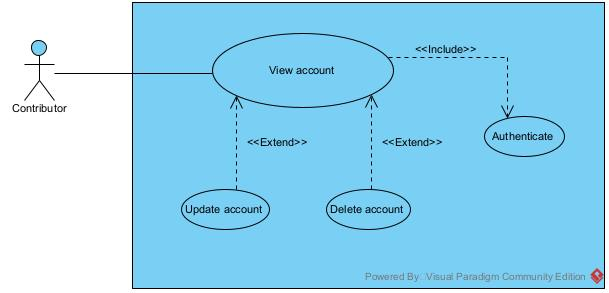 <<Include>>
View account
Contributor
Authenticate
<<Extend>>
<<Extend>>
Update account
Delete account
Powered By Visual Paradigm Community Edition